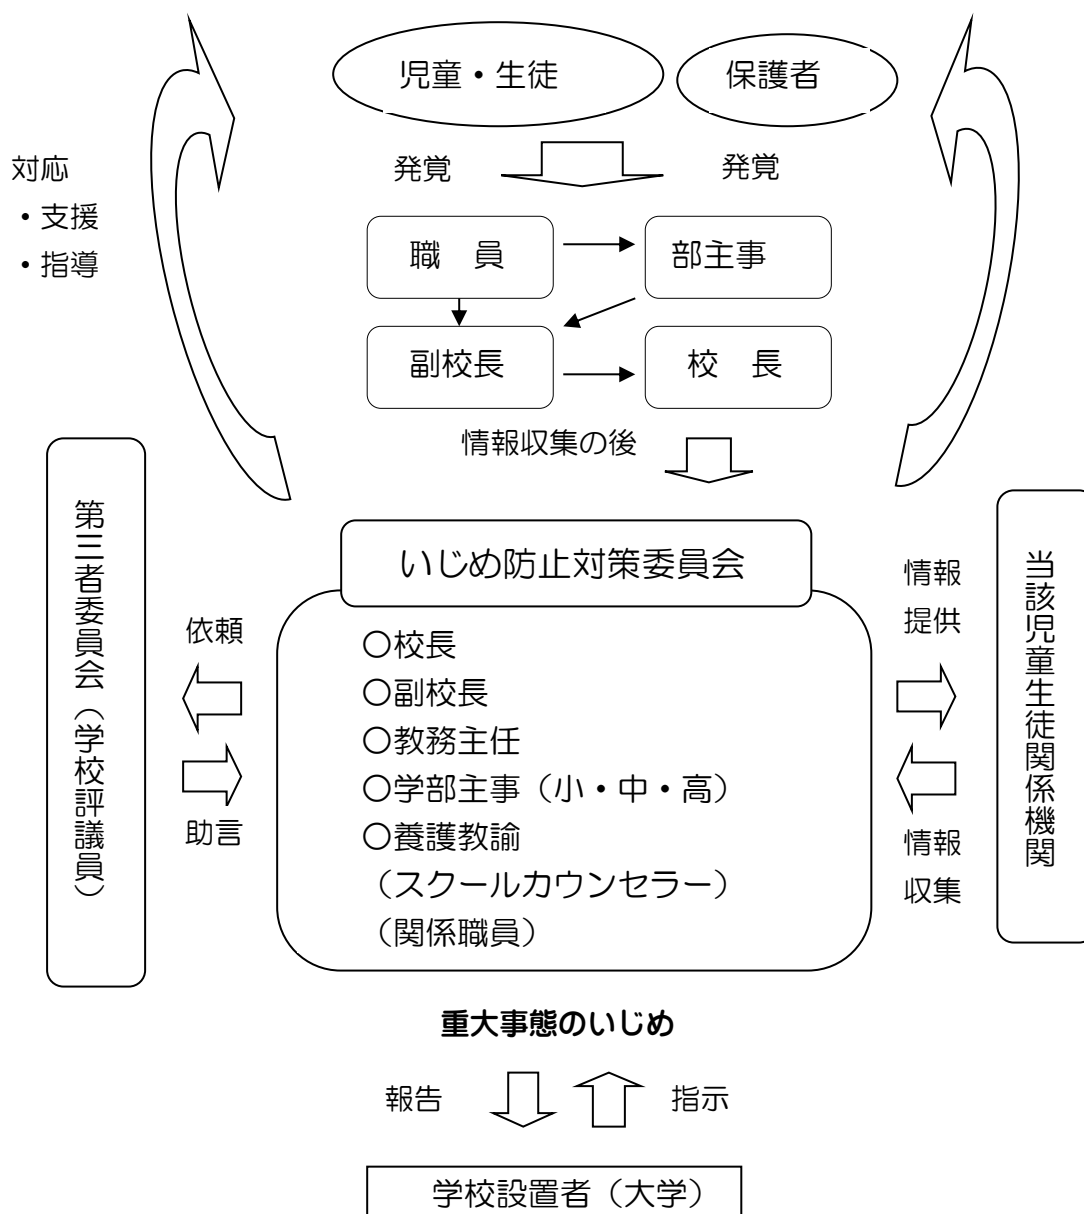 児童・生徒
保護者
対応
・支援
・指導
発覚
発覚
職　員
部主事
副校長
校　長
情報収集の後
第三者委員会（学校評議員）
いじめ防止対策委員会
当該児童生徒関係機関
依頼
助言
〇校長
〇副校長
〇教務主任
〇学部主事（小・中・高）
〇養護教諭
（スクールカウンセラー）
（関係職員）
情報
提供
情報
収集
重大事態のいじめ
報告
指示
学校設置者（大学）